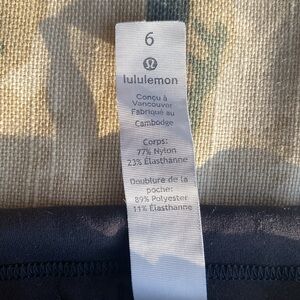 6
lululemon
Conçu à
Vancouver
Fabriqué au
Cambodge
Corps:
77% Nylon
23% Élasthanne
Doublure de la
poche:
89% Polyester
11% Élasthanne